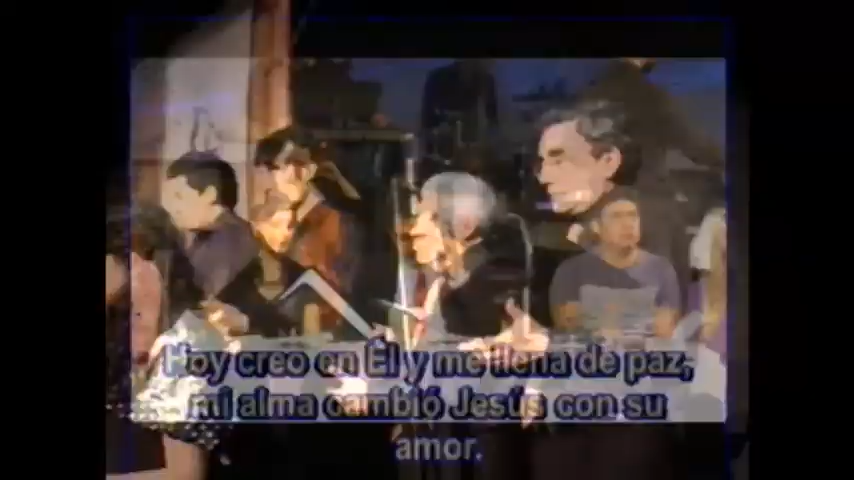 Hoy creo en Él y me llena de paz,
mi alma cambió Jesús con su
amor.